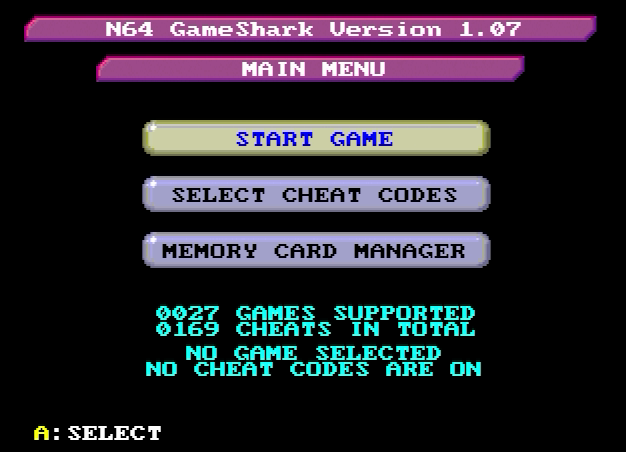 N64 GameShark Version 1.07
MAIN MENU
START GAME
SELECT CHEAT CODES
MEMORY CARD MANAGER
0027 GAMES SUPPORTED
0169 CHEATS IN TOTAL
NO GAME SELECTED
NO CHEAT CODES ARE ON
A:SELECT